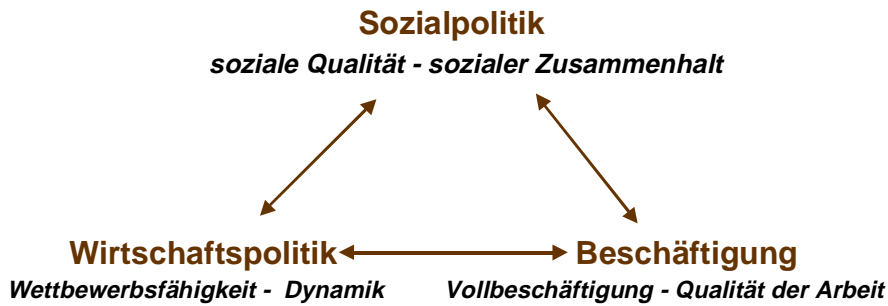 Sozialpolitik
soziale Qualität - sozialer Zusammenhalt
Wirtschaftspolitik
Beschäftigung
Wettbewerbsfähigkeit - Dynamik
Vollbeschäftigung - Qualität der Arbeit